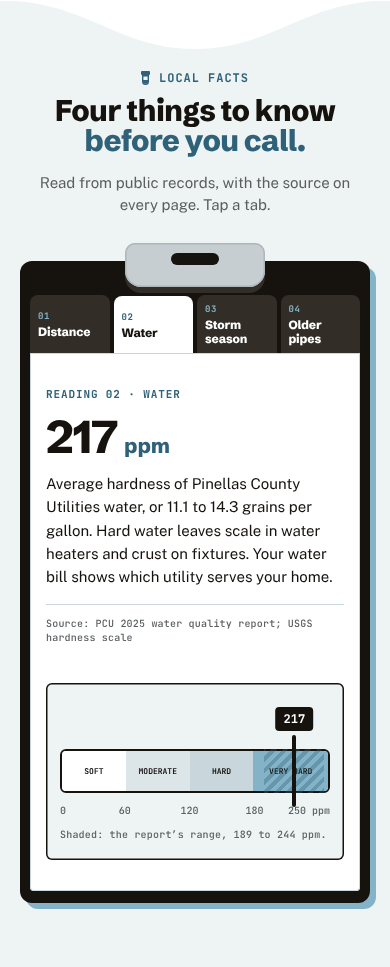 LOCAL FACTS
Four things to know
before you call.
Read from public records, with the source on
every page. Tap a tab.
01
Distance
02
Water
03
Storm
season
04
Older
pipes
READING 02 · WATER
217 ppm
Average hardness of Pinellas County
Utilities water, or 11.1 to 14.3 grains per
gallon. Hard water leaves scale in water
heaters and crust on fixtures. Your water
bill shows which utility serves your home.
Source: PCU 2025 water quality report; USGS
hardness scale
217
SOFT MODERATE HARD VERY HARD
0 60 120 180 250 ppm
Shaded: the report’s range, 189 to 244 ppm.